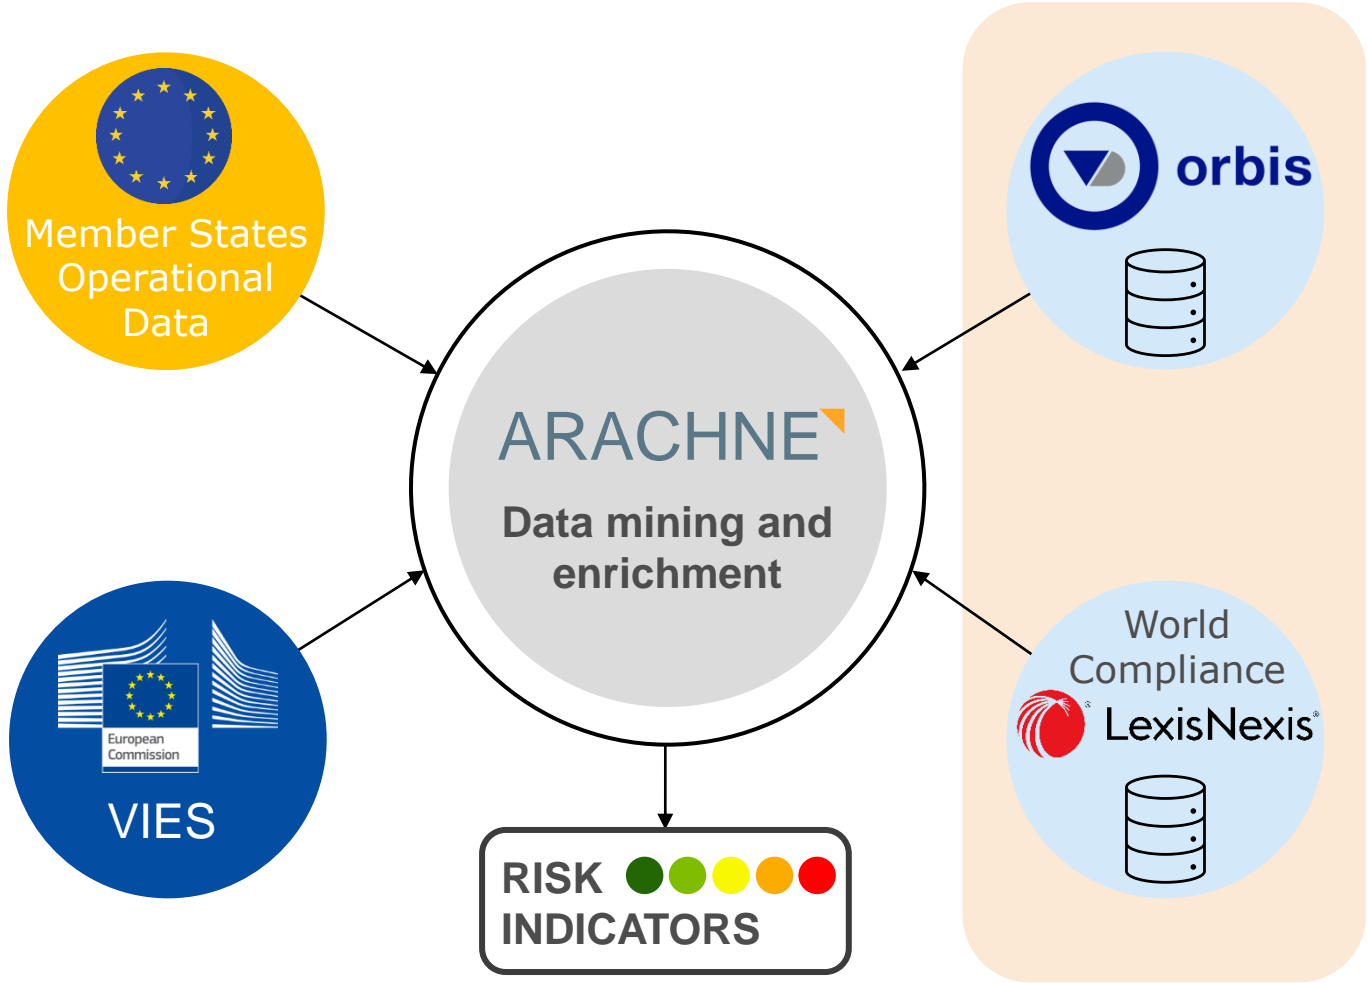 Member States
Operational
Data
orbis
ARACHNE
Data mining and
enrichment
European
Commission
VIES
World
Compliance
LexisNexis®
RISK
INDICATORS